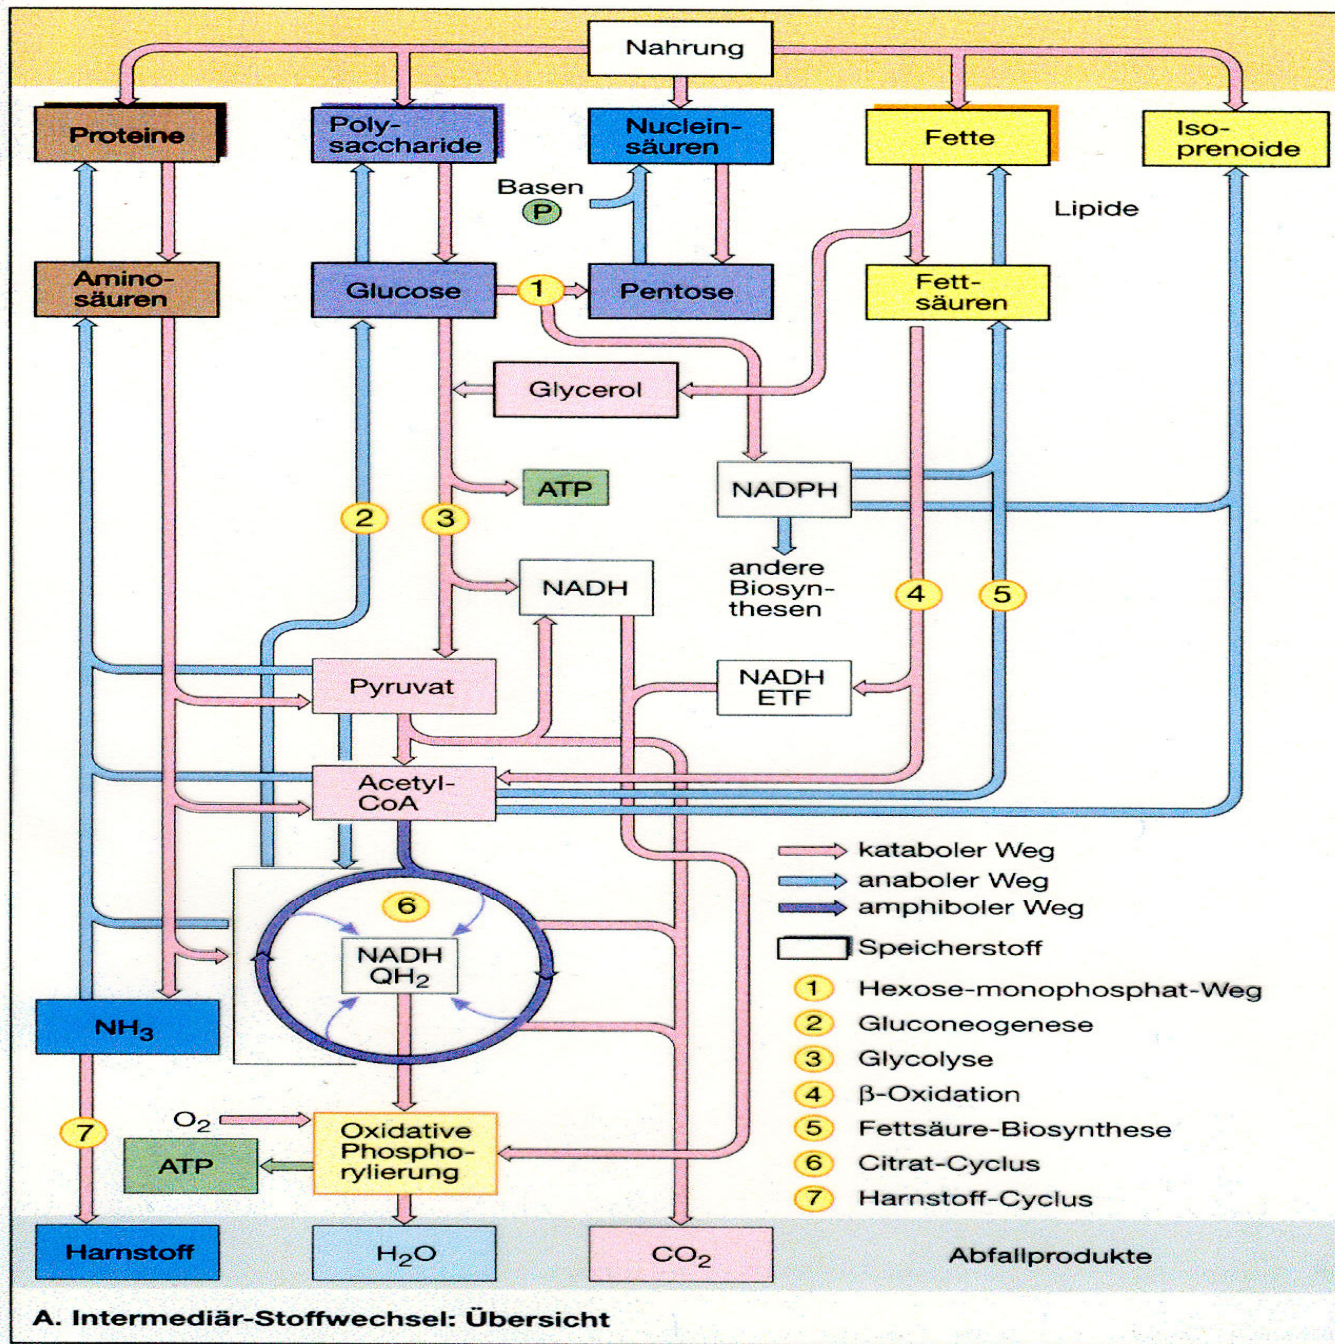 Nahrung
Proteine
Poly-
saccharide
Nuclein-
säuren
Fette
Iso-
prenoide
Basen
P
Lipide
Amino-
säuren
Glucose
1
Pentose
Fett-
säuren
Glycerol
ATP
NADPH
2
3
NADH
andere
Biosyn-
thesen
4
5
Pyruvat
NADH
ETF
Acetyl-
CoA
kataboler Weg
anaboler Weg
amphiboler Weg
6
NADH
QH2
Speicherstoff
1 Hexose-monophosphat-Weg
2 Gluconeogenese
3 Glycolyse
4 β-Oxidation
5 Fettsäure-Biosynthese
6 Citrat-Cyclus
7 Harnstoff-Cyclus
NH3
7
O2
Oxidative
Phospho-
rylierung
ATP
Harnstoff
H2O
CO2
Abfallprodukte
A. Intermediär-Stoffwechsel: Übersicht